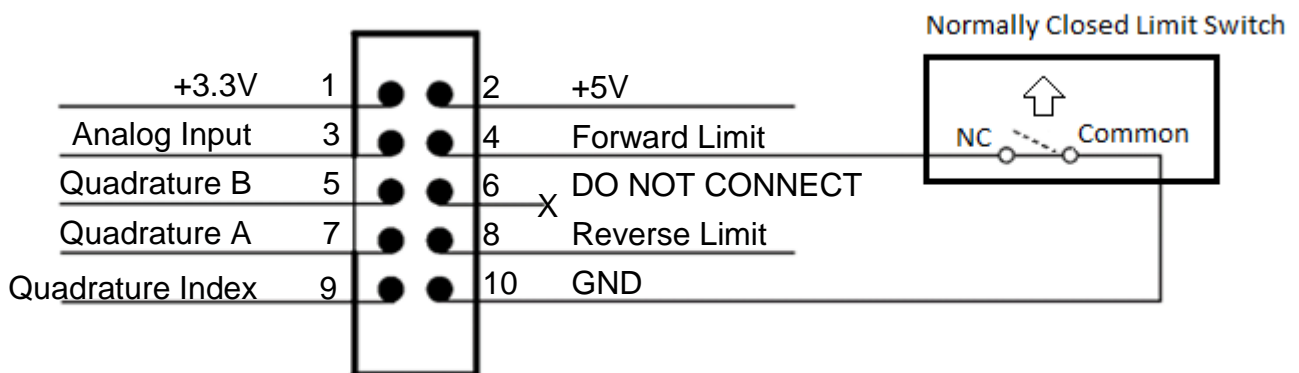 Normally Closed Limit Switch
+3.3V 1 2 +5V
Analog Input 3 4 Forward Limit NC Common
Quadrature B 5 6 DO NOT CONNECT
X
Quadrature A 7 8 Reverse Limit
Quadrature Index 9 10 GND